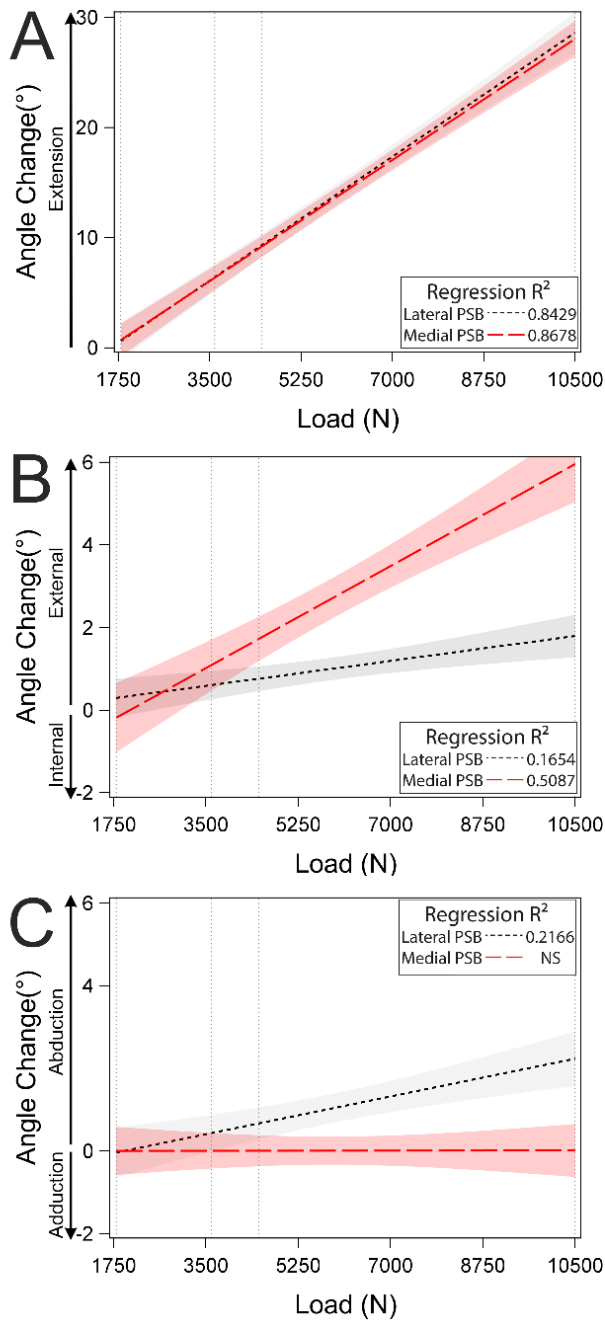 A
Angle Change(°)
Extension
30
20
10
0
Regression R²
Lateral PSB 0.8429
Medial PSB 0.8678
1750 3500 5250 7000 8750 10500
Load (N)
B
Angle Change(°)
External
Internal
6
4
2
0
-2
Regression R²
Lateral PSB 0.1654
Medial PSB 0.5087
1750 3500 5250 7000 8750 10500
Load (N)
C
Angle Change(°)
Abduction
Adduction
6
4
0
-2
Regression R²
Lateral PSB 0.2166
Medial PSB NS
1750 3500 5250 7000 8750 10500
Load (N)